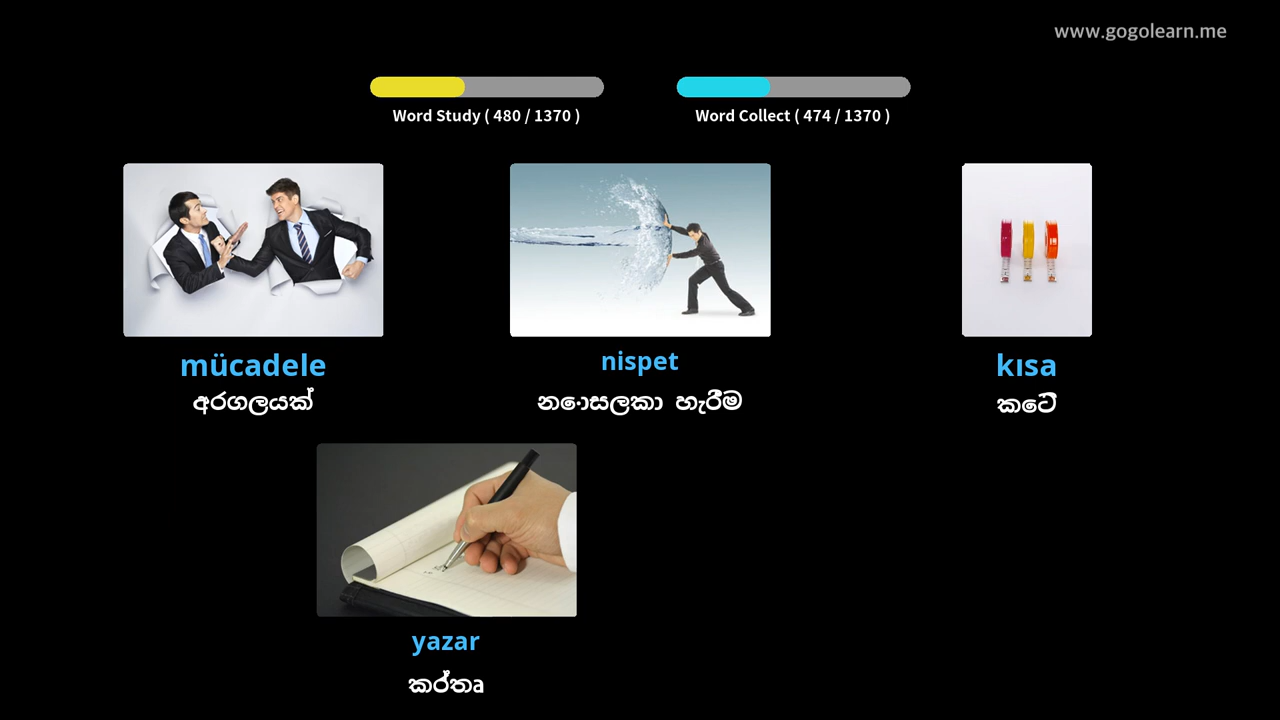 www.gogolearn.me
Word Study ( 480 / 1370 )
Word Collect ( 474 / 1370 )
mücadele
අරගලයක්
nispet
නොසලකා හැරීම
kısa
කෙටි
yazar
කර්තෘ